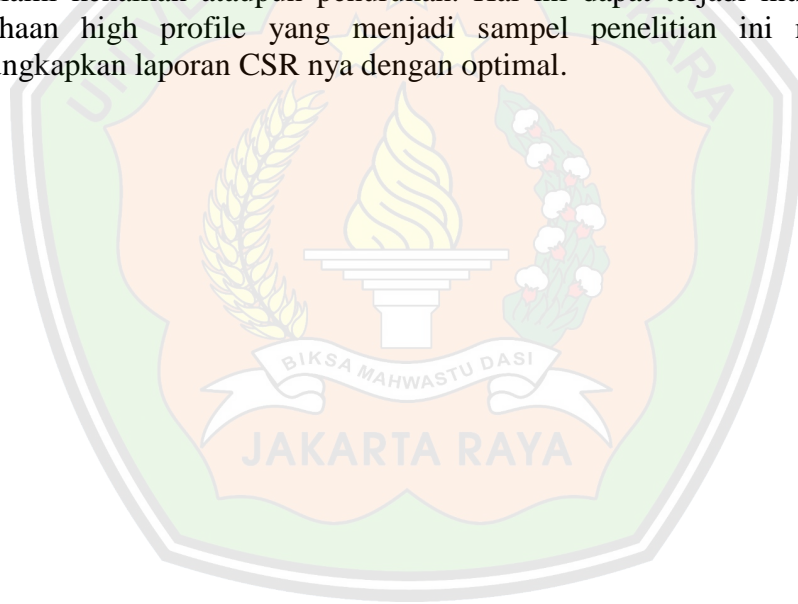 kenaikan ataupun penurunan. Hal ini dapat terjadi
haan high profile yang menjadi sampel penelitian ini
ngkapkan laporan CSR nya dengan optimal.
BIKSA MAHWASTU DASI
JAKARTA RAYA